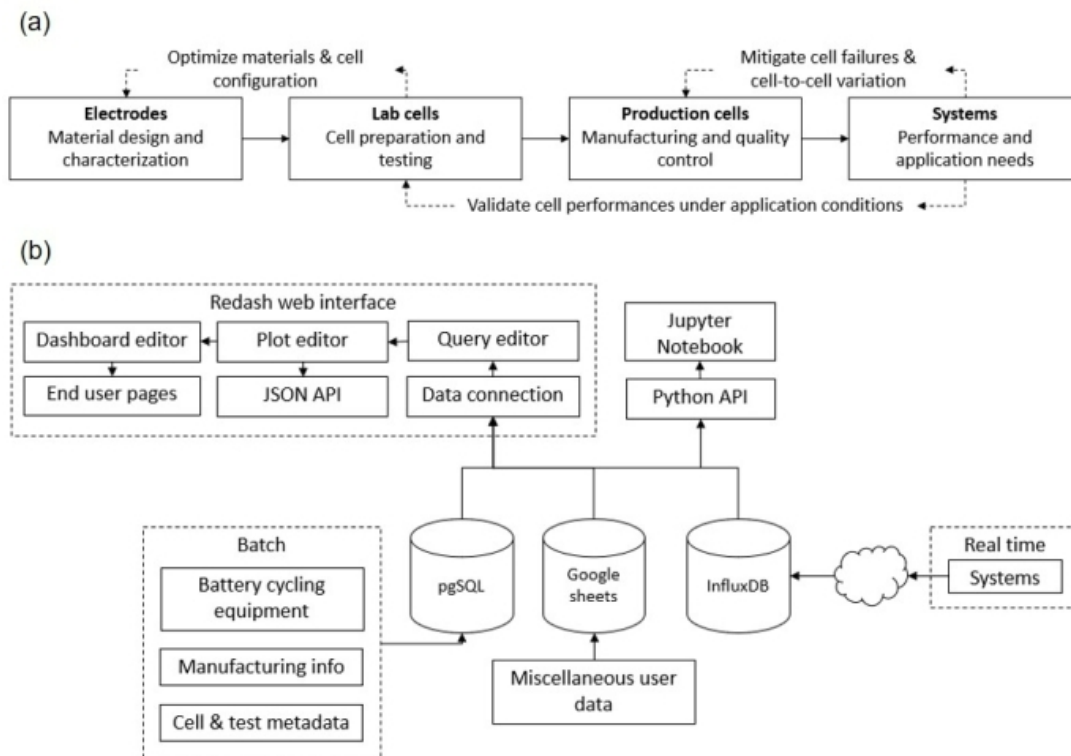 (a)
Optimize materials & cell
configuration
Mitigate cell failures &
cell-to-cell variation
Electrodes
Material design and
characterization
Lab cells
Cell preparation and
testing
Production cells
Manufacturing and quality
control
Systems
Performance and
application needs
Validate cell performances under application conditions
(b)
Redash web interface
Dashboard editor
Plot editor
Query editor
End user pages
JSON API
Data connection
Jupyter
Notebook
Python API
Batch
Battery cycling
equipment
Manufacturing info
Cell & test metadata
pgSQL
Google
sheets
InfluxDB
Real time
Systems
Miscellaneous user
data